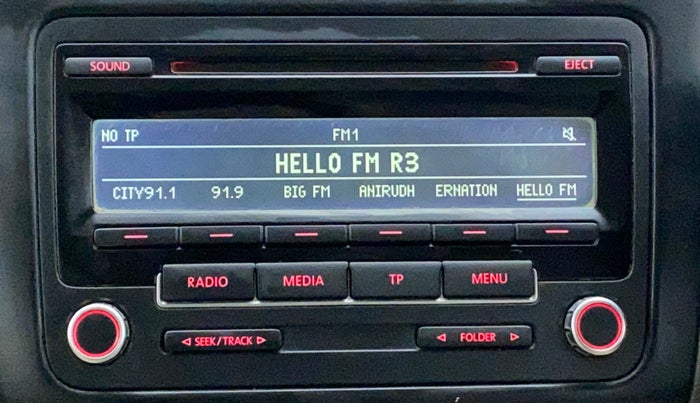 SOUND EJECT
NO TP FM1
HELLO FM R3
CITY91.1 91.9 BIG FM ANIRUDH ERNATION HELLO FM
RADIO MEDIA TP MENU
SEEK/TRACK FOLDER